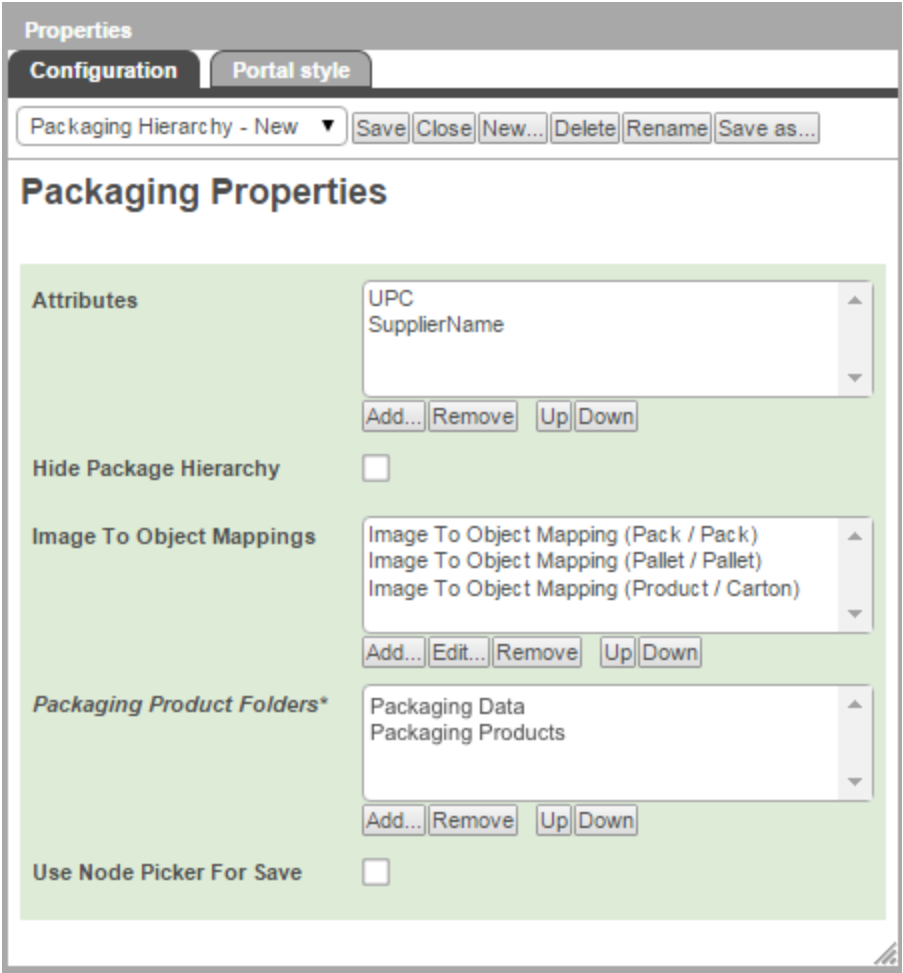 Properties
Configuration Portal style
Packaging Hierarchy - New Save Close New... Delete Rename Save as...
Packaging Properties
Attributes
UPC
SupplierName
Add... Remove Up Down
Hide Package Hierarchy
Image To Object Mappings
Image To Object Mapping (Pack / Pack)
Image To Object Mapping (Pallet / Pallet)
Image To Object Mapping (Product / Carton)
Add... Edit... Remove Up Down
Packaging Product Folders*
Packaging Data
Packaging Products
Add... Remove Up Down
Use Node Picker For Save